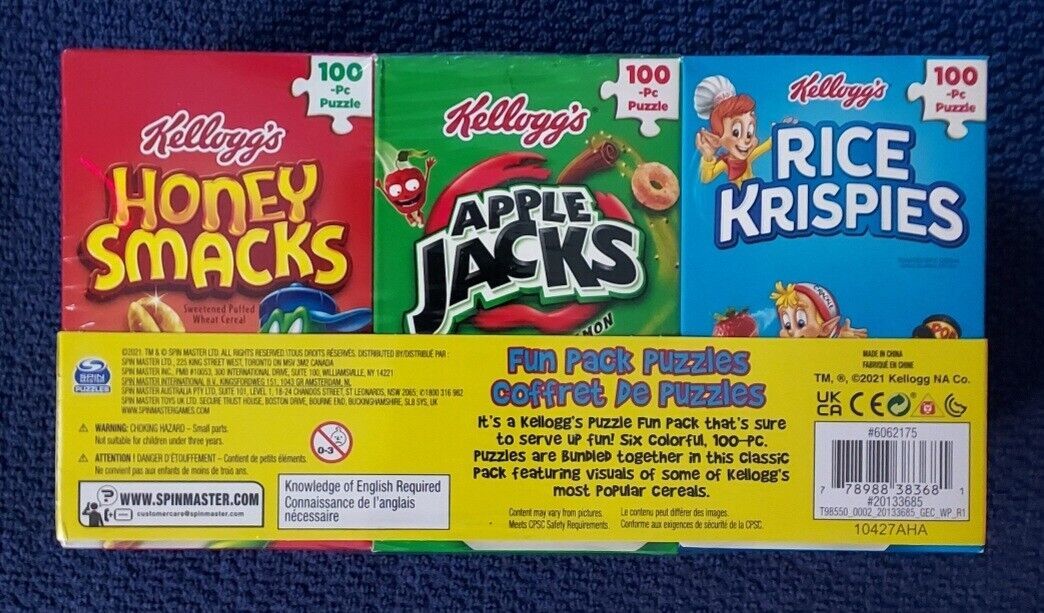 100
-Pc
Puzzle
Kellogg's
HONEY
SMACKS
Sweetened Puffed
Wheat Cereal
100
-Pc
Puzzle
Kellogg's
APPLE
JACKS
100
-Pc
Puzzle
Kellogg's
RICE
KRISPIES
CRACKLE
POP
©2021. TM & © SPIN MASTER LTD. ALL RIGHTS RESERVED./TOUS DROITS RÉSERVÉS. DISTRIBUTED BY/DISTRIBUÉ PAR :
SPIN MASTER LTD., 225 KING STREET WEST, TORONTO ON M5V 3M2 CANADA
SPIN MASTER INC., PMB #10053, 300 INTERNATIONAL DRIVE, SUITE 100, WILLIAMSVILLE, NY 14221
SPIN MASTER INTERNATIONAL B.V., KINGSFORDWEG 151, 1043 GR AMSTERDAM, NL
SPIN MASTER AUSTRALIA PTY LTD, SUITE 101, LEVEL 1, 18-24 CHANDOS STREET, ST LEONARDS, NSW 2065; ✆1800 316 982
SPIN MASTER TOYS UK LTD. SECURE TRUST HOUSE, BOSTON DRIVE, BOURNE END, BUCKINGHAMSHIRE, SL8 5YS, UK
WWW.SPINMASTERGAMES.COM
SPIN
MASTER
PUZZLES
WARNING: CHOKING HAZARD – Small parts.
Not suitable for children under three years.
ATTENTION ! DANGER D'ÉTOUFFEMENT – Contient de petits éléments.
Ne convient pas aux enfants de moins de trois ans.
0-3
WWW.SPINMASTER.COM
customercare@spinmaster.com
Knowledge of English Required
Connaissance de l'anglais
nécessaire
Fun Pack Puzzles
Coffret De Puzzles
It's a Kellogg's Puzzle Fun Pack that's sure
to serve up fun! Six colorful, 100-pc.
puzzles are bundled together in this classic
pack featuring visuals of some of Kellogg's
most popular cereals.
Content may vary from pictures. Le contenu peut différer des images.
Meets CPSC Safety Requirements. Conforme aux exigences de sécurité de la CPSC.
MADE IN CHINA
FABRIQUÉ EN CHINE
TM, ®, ©2021 Kellogg NA Co.
UK
CA CE
#6062175
7 78988 38368 1
#20133685
T98550_0002_20133685_GEC_WP_R1
10427AHA